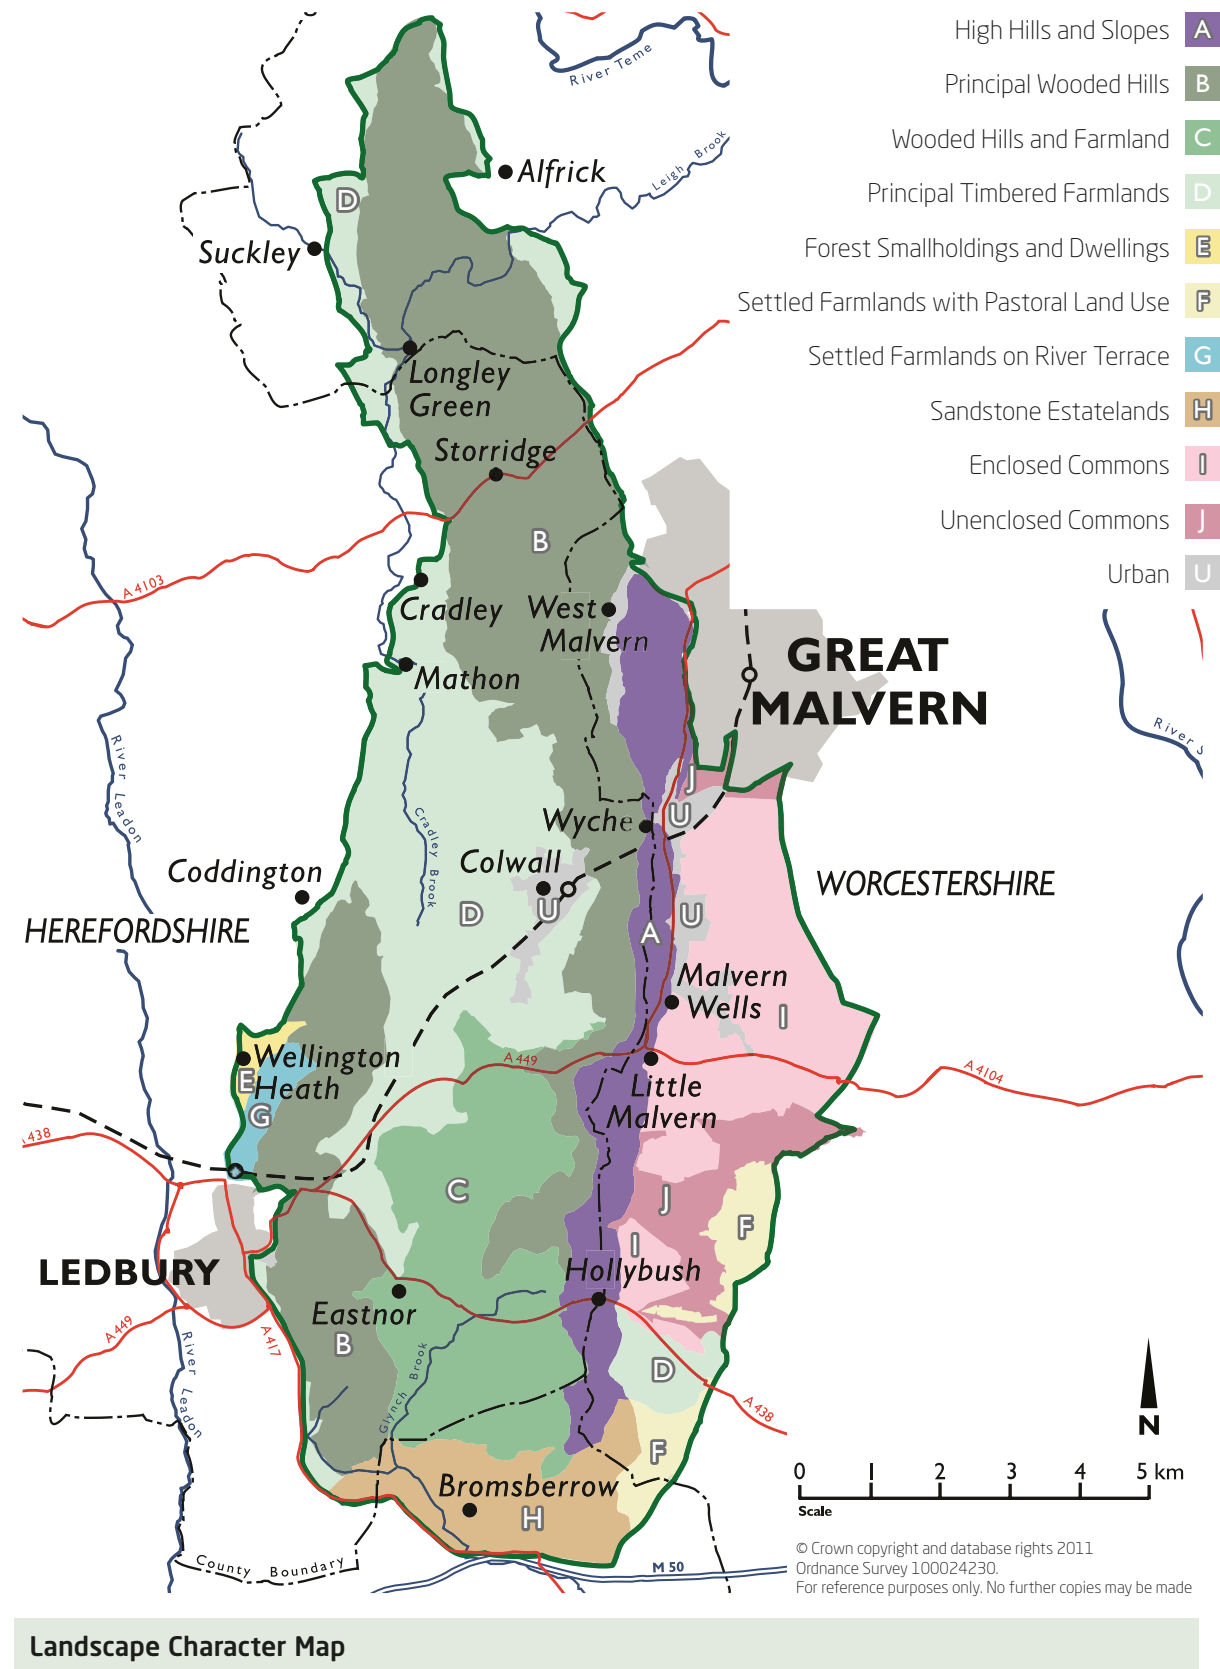 High Hills and Slopes A
Principal Wooded Hills B
Wooded Hills and Farmland C
Principal Timbered Farmlands D
Forest Smallholdings and Dwellings E
Settled Farmlands with Pastoral Land Use F
Settled Farmlands on River Terrace G
Sandstone Estatelands H
Enclosed Commons I
Unenclosed Commons J
Urban U
River Teme
Leigh Brook
Alfrick
D
Suckley
Longley
Green
Storridge
B
A 4103
Cradley
West
Malvern
Mathon
GREAT
MALVERN
River S
River Leadon
J
U
Wyche
Cradley Brook
Colwall
Coddington
WORCESTERSHIRE
D
U
U
A
HEREFORDSHIRE
Malvern
Wells
I
Wellington
Heath
E
G
A 449
Little
Malvern
A 4104
438
C
J
F
I
LEDBURY
Hollybush
Eastnor
B
A 449
A 417
River Leadon
Glynch Brook
D
A 438
F
N
Bromsberrow
H
0 1 2 3 4 5 km
Scale
County Boundary
M 50
© Crown copyright and database rights 2011
Ordnance Survey 100024230.
For reference purposes only. No further copies may be made
Landscape Character Map